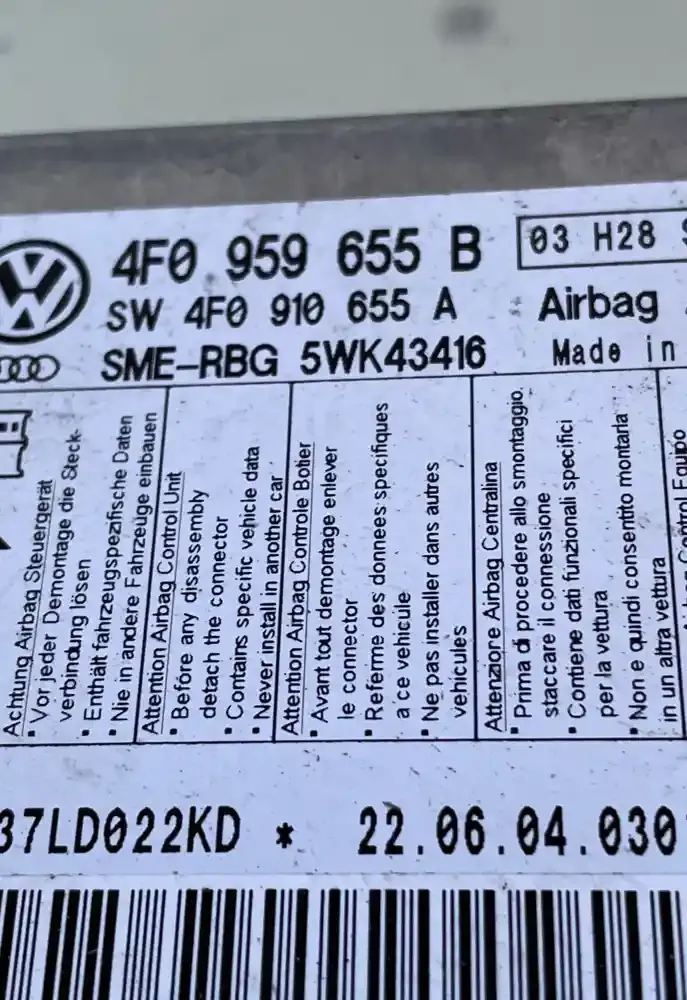 4F0 959 655 B
03 H28
SW 4F0 910 655 A
Airbag
SME-RBG 5WK43416
Made in
Achtung Airbag Steuergerät
• Vor jeder Demontage die Steck-
verbindung lösen
• Enthält fahrzeugspezifische Daten
• Nie in andere Fahrzeuge einbauen
Attention Airbag Control Unit
• Before any disassembly
detach the connector
• Contains specific vehicle data
• Never install in another car
Attention Airbag Controle Botier
• Avant tout demontage enlever
le connector
• Referme des donnees specifiques
a ce vehicule
• Ne pas installer dans autres
vehicules
Attenzione Airbag Centralina
• Prima di procedere allo smontaggio
staccare il connessione
• Contiene dati funzionali specifici
per la vettura
• Non e quindi consentito montarla
in un altra vettura
Control Equipo
37LD022KD * 22.06.04.030